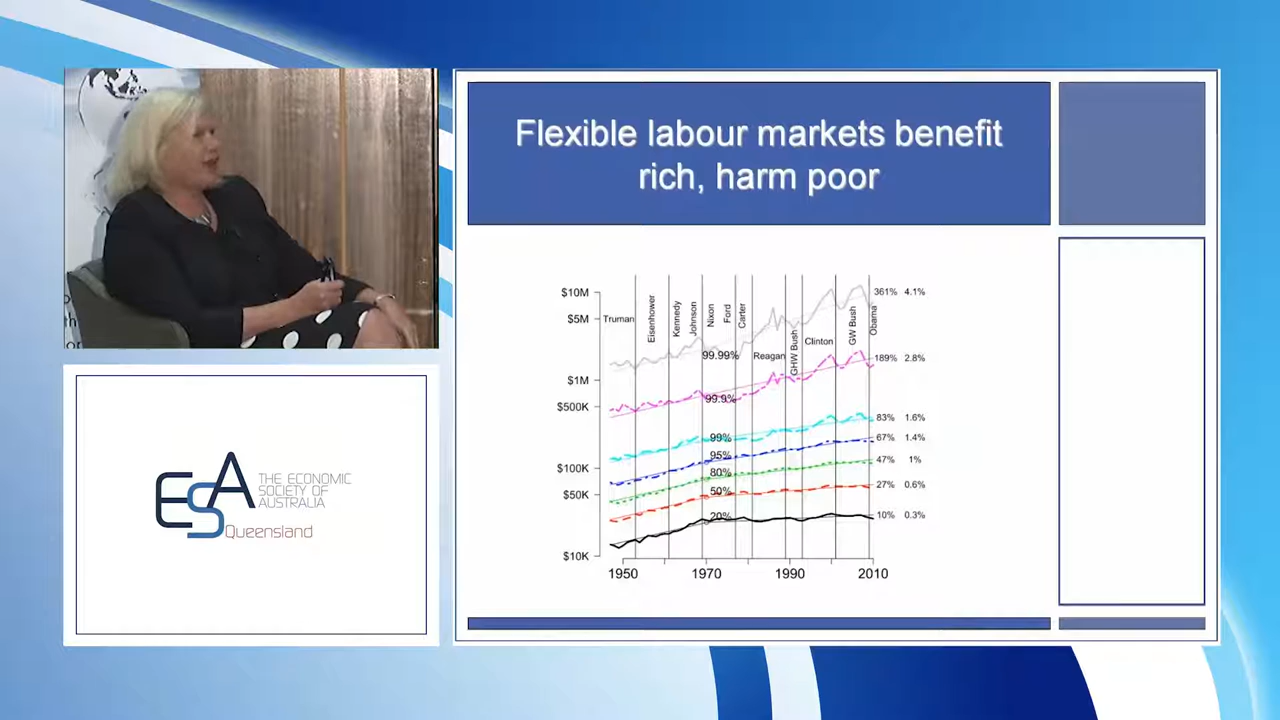 Flexible labour markets benefit
rich, harm poor
$10M
$5M
$1M
$500K
$100K
$50K
$10K
Truman
Eisenhower
Kennedy
Johnson
Nixon
Ford
Carter
Reagan
GHW Bush
Clinton
GW Bush
Obama
99.99%
99.9%
99%
95%
80%
50%
20%
361% 4.1%
189% 2.8%
83% 1.6%
67% 1.4%
47% 1%
27% 0.6%
10% 0.3%
1950 1970 1990 2010
ESA
THE ECONOMIC
SOCIETY OF
AUSTRALIA
Queensland